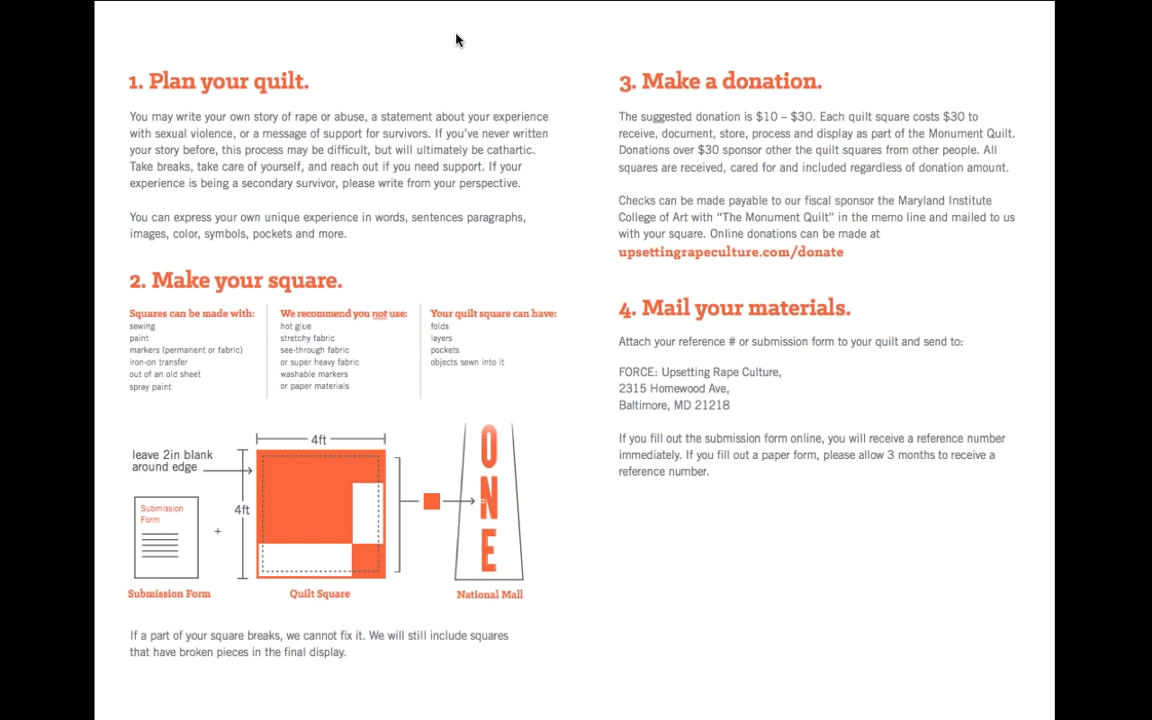 1. Plan your quilt.
You may write your own story of rape or abuse, a statement about your experience
with sexual violence, or a message of support for survivors. If you've never written
your story before, this process may be difficult, but will ultimately be cathartic.
Take breaks, take care of yourself, and reach out if you need support. If your
experience is being a secondary survivor, please write from your perspective.
You can express your own unique experience in words, sentences paragraphs,
images, color, symbols, pockets and more.
2. Make your square.
Squares can be made with:
sewing
paint
markers (permanent or fabric)
iron-on transfer
out of an old sheet
spray paint
We recommend you not use:
hot glue
stretchy fabric
see-through fabric
or super heavy fabric
washable markers
or paper materials
Your quilt square can have:
folds
layers
pockets
objects sewn into it
leave 2in blank
around edge
4ft
4ft
Submission
Form
+
O
N
E
Submission Form
Quilt Square
National Mall
If a part of your square breaks, we cannot fix it. We will still include squares
that have broken pieces in the final display.
3. Make a donation.
The suggested donation is $10 – $30. Each quilt square costs $30 to
receive, document, store, process and display as part of the Monument Quilt.
Donations over $30 sponsor other the quilt squares from other people. All
squares are received, cared for and included regardless of donation amount.
Checks can be made payable to our fiscal sponsor the Maryland Institute
College of Art with “The Monument Quilt” in the memo line and mailed to us
with your square. Online donations can be made at
upsettingrapeculture.com/donate
4. Mail your materials.
Attach your reference # or submission form to your quilt and send to:
FORCE: Upsetting Rape Culture,
2315 Homewood Ave,
Baltimore, MD 21218
If you fill out the submission form online, you will receive a reference number
immediately. If you fill out a paper form, please allow 3 months to receive a
reference number.